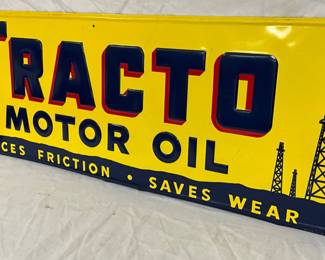 TRACTO
MOTOR OIL
CES FRICTION • SAVES WEAR